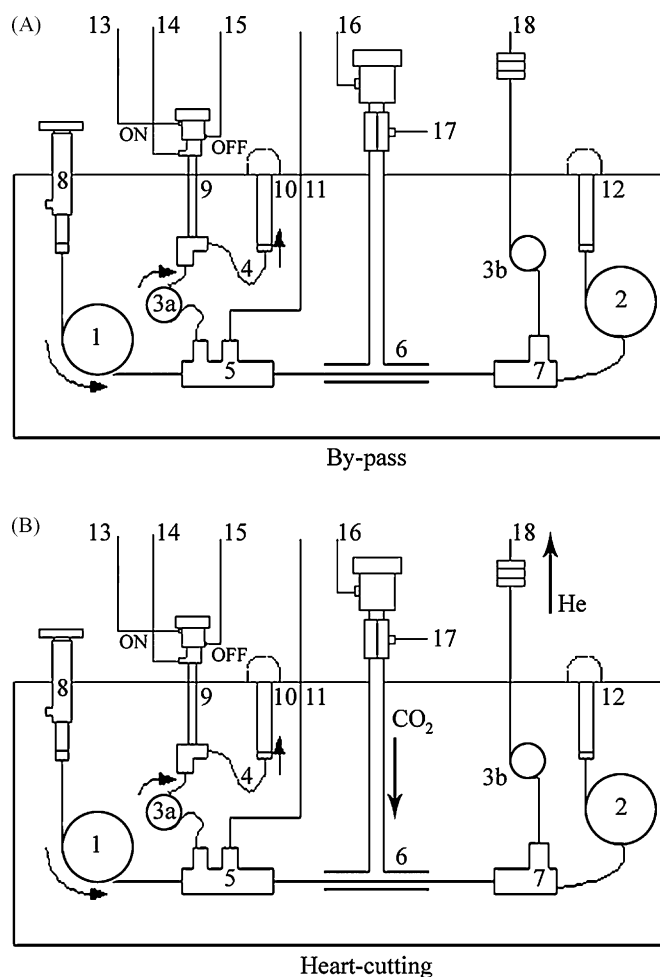 (A)
13 14 15 16 18
ON
OFF
17
8
9 10 11 12
4
3a
3b
2
1
5
6
7
By-pass
(B)
13 14 15 16 18
He
ON
OFF
17
8
9 10 11 12
CO₂
4
3a
3b
2
1
5
6
7
Heart-cutting